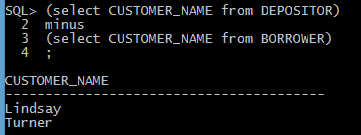 SQL> (select CUSTOMER_NAME from DEPOSITOR)
  2  minus
  3  (select CUSTOMER_NAME from BORROWER)
  4  ;
CUSTOMER_NAME
----------------------------------------
Lindsay
Turner